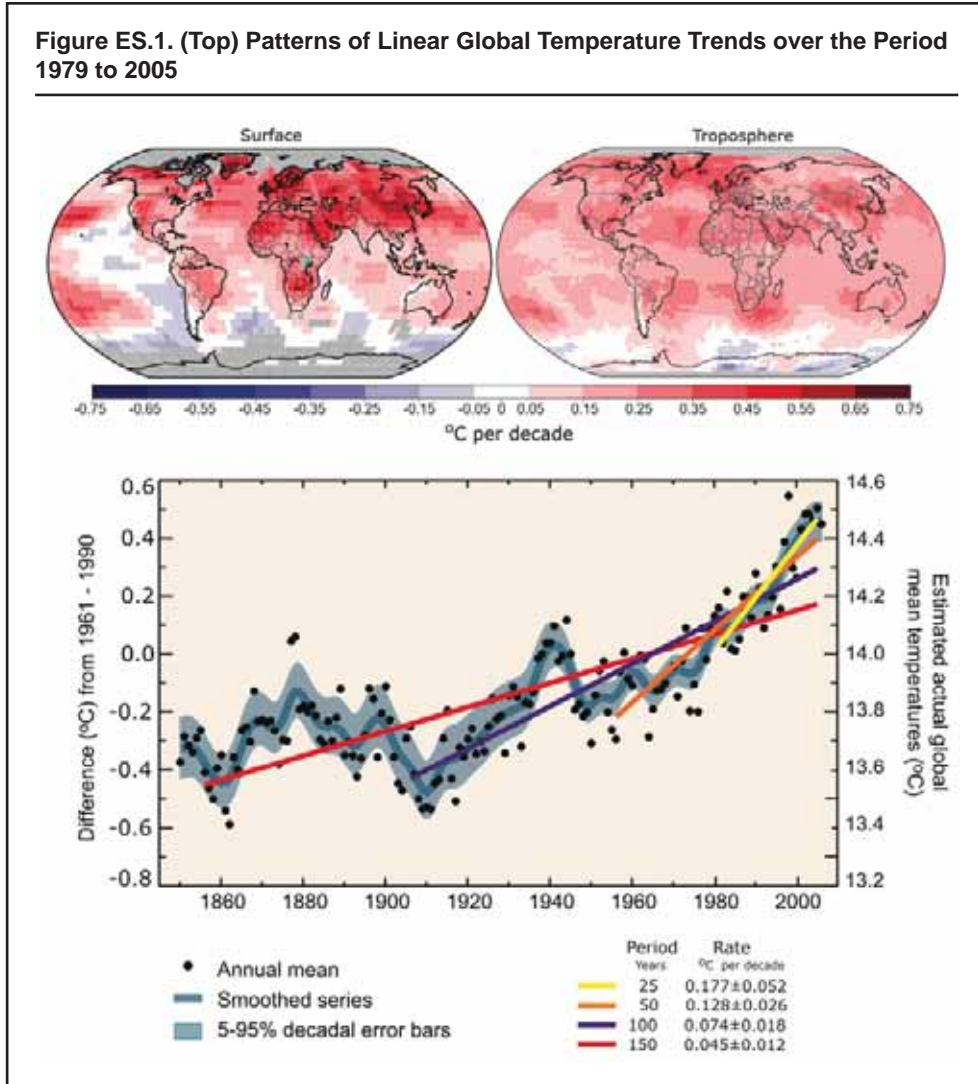 Figure ES.1. (Top) Patterns of Linear Global Temperature Trends over the Period
1979 to 2005
Surface
Troposphere
-0.75 -0.65 -0.55 -0.45 -0.35 -0.25 -0.15 -0.05 0 0.05 0.15 0.25 0.35 0.45 0.55 0.65 0.75
°C per decade
Difference (°C) from 1961 - 1990
0.6
0.4
0.2
0.0
-0.2
-0.4
-0.6
-0.8
14.6
14.4
14.2
14.0
13.8
13.6
13.4
13.2
Estimated actual global
mean temperatures (°C)
1860 1880 1900 1920 1940 1960 1980 2000
Annual mean
Smoothed series
5-95% decadal error bars
Period Rate
Years °C per decade
25 0.177±0.052
50 0.128±0.026
100 0.074±0.018
150 0.045±0.012